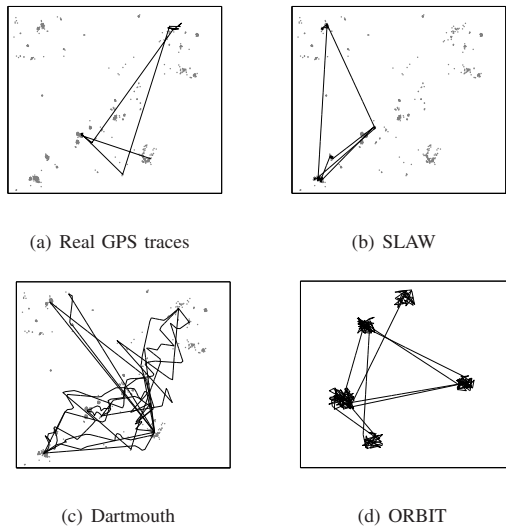 (a) Real GPS traces
(b) SLAW
(c) Dartmouth
(d) ORBIT